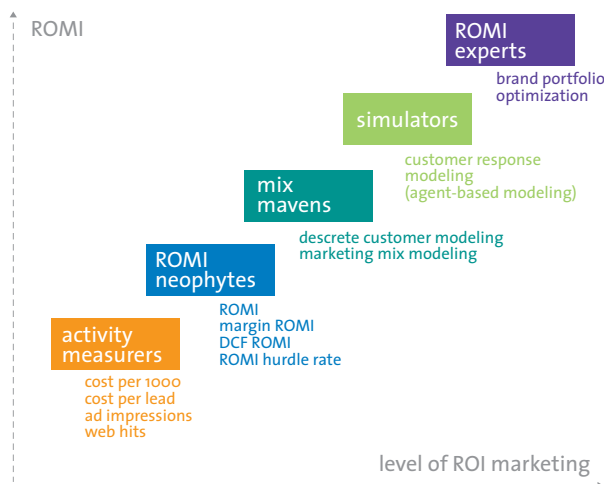 ROMI
ROMI
experts
brand portfolio
optimization
simulators
customer response
modeling
(agent-based modeling)
mix
mavens
descrete customer modeling
marketing mix modeling
ROMI
neophytes
ROMI
margin ROMI
DCF ROMI
ROMI hurdle rate
activity
measurers
cost per 1000
cost per lead
ad impressions
web hits
level of ROI marketing